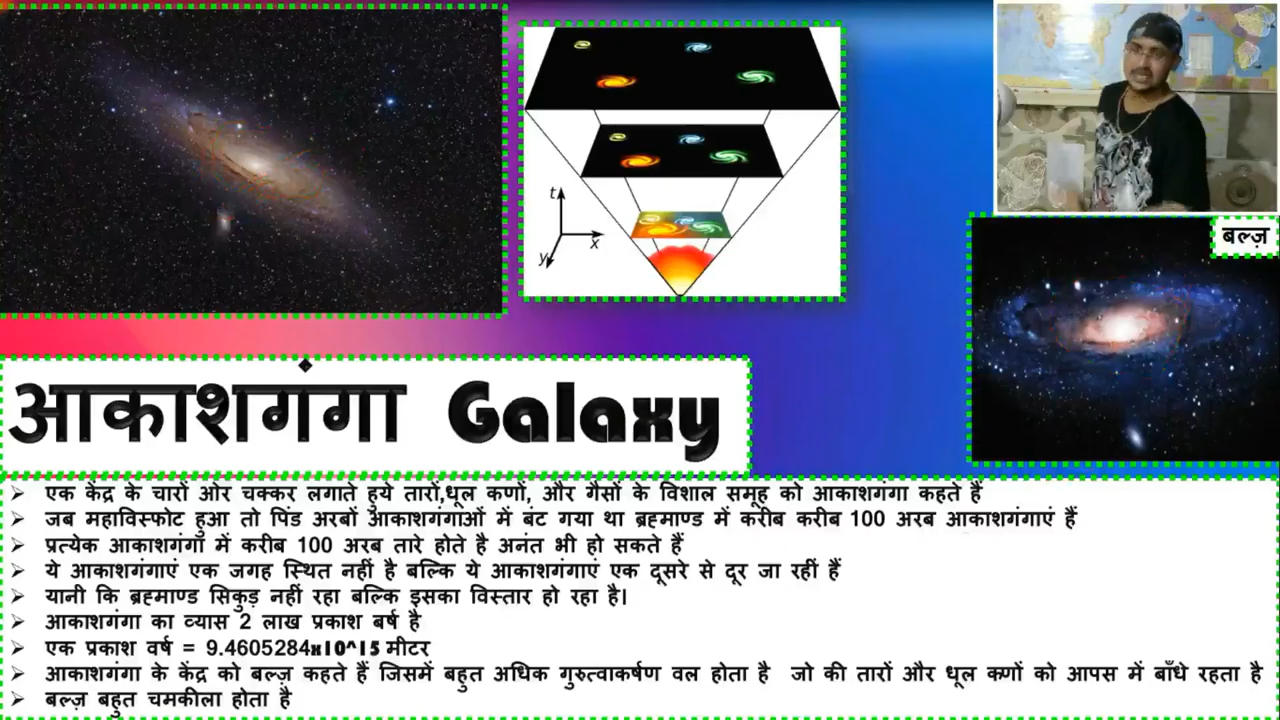 t
x
y
बल्ज़
आकाशगंगा Galaxy
➢ एक केंद्र के चारों ओर चक्कर लगाते हुये तारों,धूल कणों, और गैसों के विशाल समूह को आकाशगंगा कहते हैं
➢ जब महाविस्फोट हुआ तो पिंड अरबों आकाशगंगाओं में बंट गया था ब्रह्माण्ड में करीब करीब 100 अरब आकाशगंगाएं हैं
➢ प्रत्येक आकाशगंगा में करीब 100 अरब तारे होते है अनंत भी हो सकते हैं
➢ ये आकाशगंगाएं एक जगह स्थित नहीं है बल्कि ये आकाशगंगाएं एक दूसरे से दूर जा रहीं हैं
➢ यानी कि ब्रह्माण्ड सिकुड़ नहीं रहा बल्कि इसका विस्तार हो रहा है।
➢ आकाशगंगा का व्यास 2 लाख प्रकाश बर्ष है
➢ एक प्रकाश वर्ष = 9.4605284x10^15 मीटर
➢ आकाशगंगा के केंद्र को बल्ज़ कहते हैं जिसमें बहुत अधिक गुरुत्वाकर्षण वल होता है जो की तारों और धूल कणों को आपस में बाँधे रहता है
➢ बल्ज़ बहुत चमकीला होता है